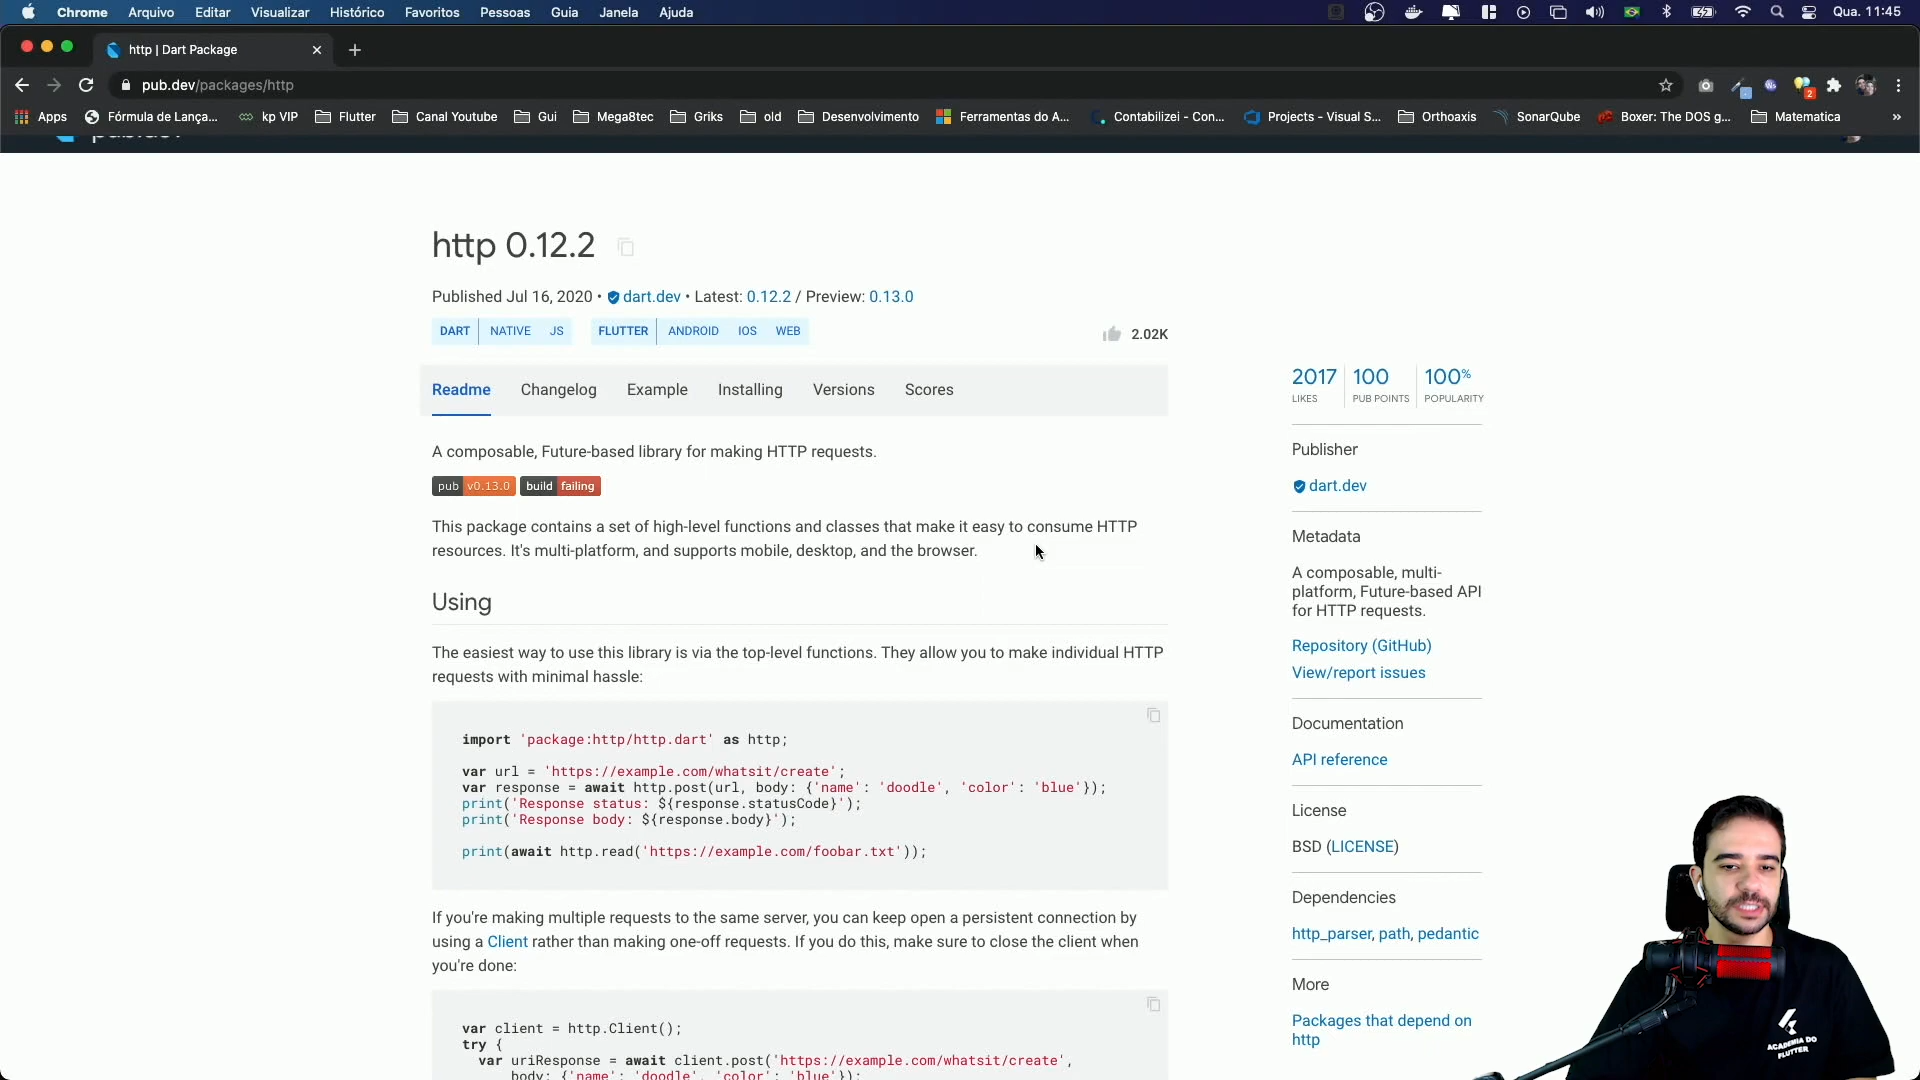 Chrome Arquivo Editar Visualizar Histórico Favoritos Pessoas Guia Janela Ajuda Qua. 11:45
http | Dart Package
pub.dev/packages/http
2
Apps Fórmula de Lança... kp VIP Flutter Canal Youtube Gui Mega8tec Griks old Desenvolvimento Ferramentas do A... Contabilizei - Con... Projects - Visual S... Orthoaxis SonarQube Boxer: The DOS g... Matematica »
http 0.12.2
Published Jul 16, 2020 • dart.dev • Latest: 0.12.2 / Preview: 0.13.0
DART NATIVE JS FLUTTER ANDROID IOS WEB
2.02K
Readme Changelog Example Installing Versions Scores
A composable, Future-based library for making HTTP requests.
pub v0.13.0 build failing
This package contains a set of high-level functions and classes that make it easy to consume HTTP
resources. It's multi-platform, and supports mobile, desktop, and the browser.
Using
The easiest way to use this library is via the top-level functions. They allow you to make individual HTTP
requests with minimal hassle:
import 'package:http/http.dart' as http;
var url = 'https://example.com/whatsit/create';
var response = await http.post(url, body: {'name': 'doodle', 'color': 'blue'});
print('Response status: ${response.statusCode}');
print('Response body: ${response.body}');
print(await http.read('https://example.com/foobar.txt'));
If you're making multiple requests to the same server, you can keep open a persistent connection by
using a Client rather than making one-off requests. If you do this, make sure to close the client when
you're done:
var client = http.Client();
try {
var uriResponse = await client.post('https://example.com/whatsit/create',
body: {'name': 'doodle', 'color': 'blue'});
2017 100 100%
LIKES PUB POINTS POPULARITY
Publisher
dart.dev
Metadata
A composable, multi-
platform, Future-based API
for HTTP requests.
Repository (GitHub)
View/report issues
Documentation
API reference
License
BSD (LICENSE)
Dependencies
http_parser, path, pedantic
More
Packages that depend on
http
ACADEMIA DO
FLUTTER